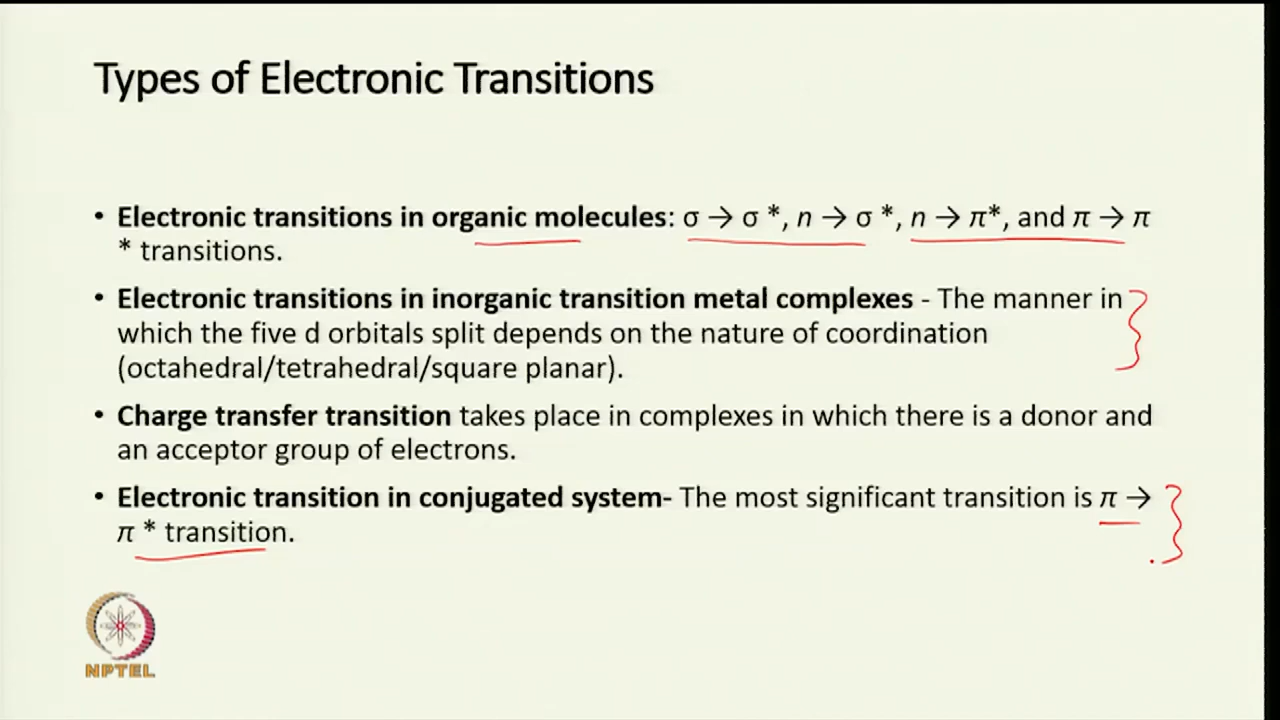 Types of Electronic Transitions
• Electronic transitions in organic molecules: σ → σ *, n → σ *, n → π*, and π → π
* transitions.
• Electronic transitions in inorganic transition metal complexes - The manner in
which the five d orbitals split depends on the nature of coordination
(octahedral/tetrahedral/square planar).
• Charge transfer transition takes place in complexes in which there is a donor and
an acceptor group of electrons.
• Electronic transition in conjugated system- The most significant transition is π →
π * transition.
NPTEL